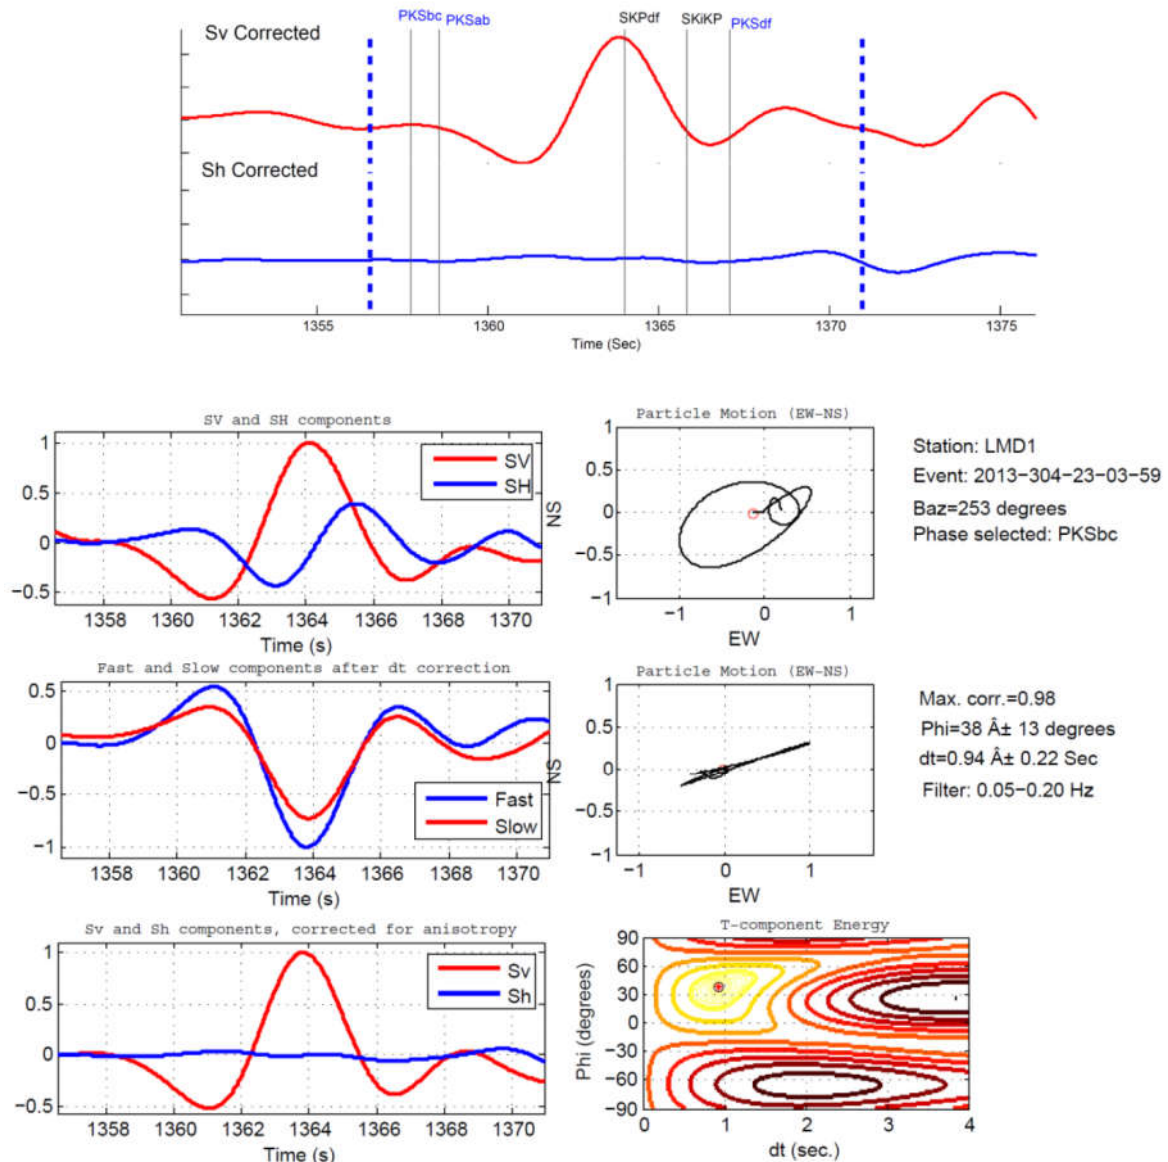 PKSbc PKSab SKPdf SKiKP PKSdf
Sv Corrected
Sh Corrected
1355 1360 1365 1370 1375
Time (Sec)
SV and SH components
1
0.5
0
−0.5
SV
SH
1358 1360 1362 1364 1366 1368 1370
Time (s)
Particle Motion (EW-NS)
1
0.5
0
−0.5
−1
NS
−1 0 1
EW
Station: LMD1
Event: 2013−304−23−03−59
Baz=253 degrees
Phase selected: PKSbc
Fast and Slow components after dt correction
0.5
0
−0.5
−1
Fast
Slow
1358 1360 1362 1364 1366 1368 1370
Time (s)
Particle Motion (EW-NS)
1
0.5
0
−0.5
−1
NS
−1 0 1
EW
Max. corr.=0.98
Phi=38 Â± 13 degrees
dt=0.94 Â± 0.22 Sec
Filter: 0.05−0.20 Hz
Sv and Sh components, corrected for anisotropy
1
0.5
0
−0.5
Sv
Sh
1358 1360 1362 1364 1366 1368 1370
Time (s)
T-component Energy
90
60
30
0
−30
−60
−90
Phi (degrees)
0 1 2 3 4
dt (sec.)